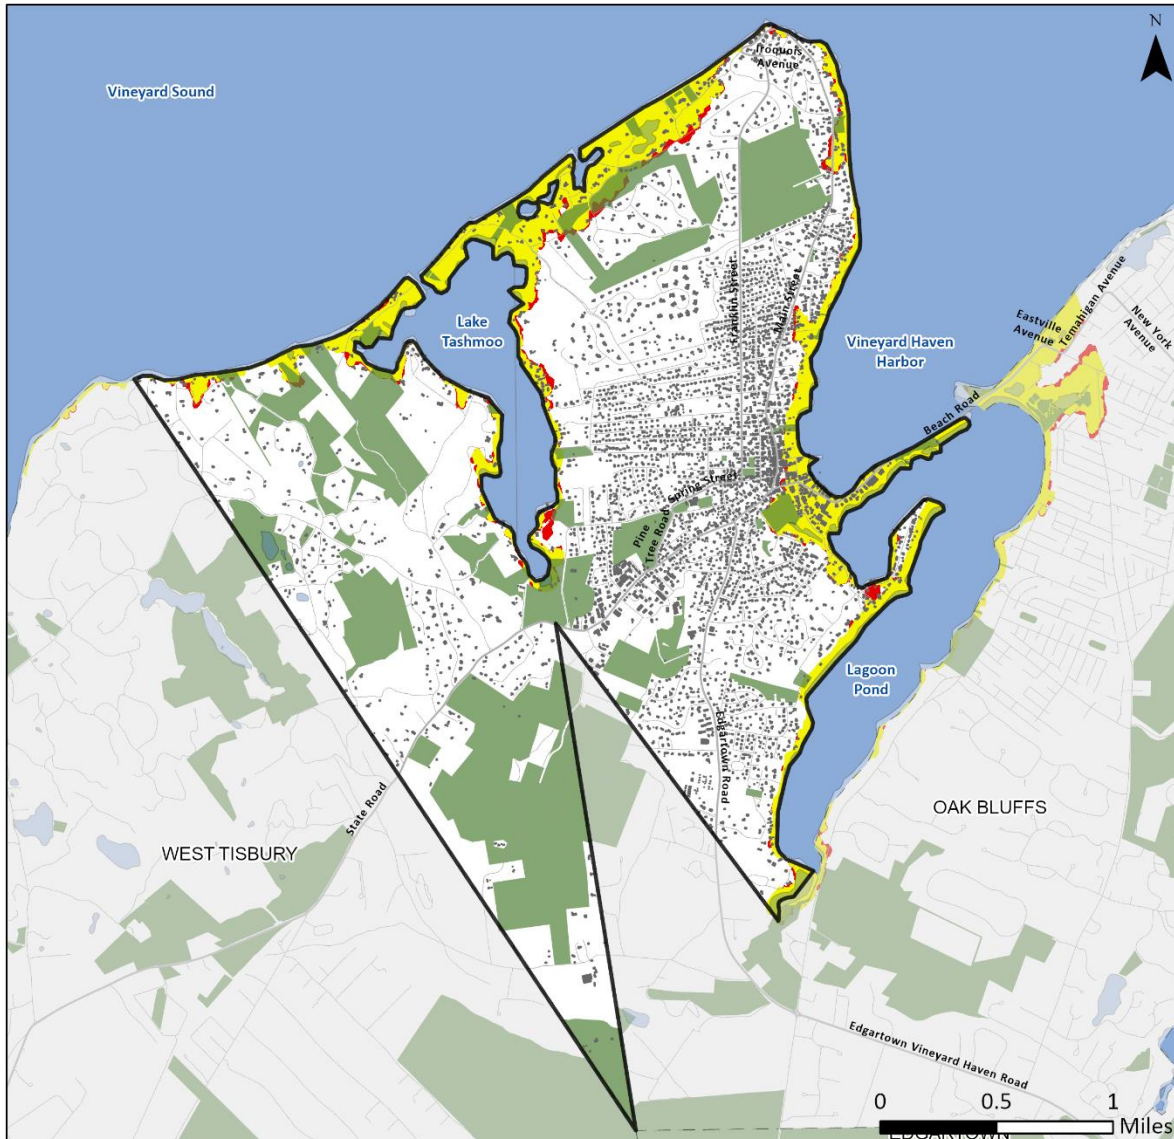 N
Iroquois
Avenue
Vineyard Sound
Franklin Street
Main Street
Lake
Tashmoo
Vineyard Haven
Harbor
Eastville
Avenue
Temahigan Avenue
New York
Avenue
Beach Road
Spring Street
Pine
Tree Road
Lagoon
Pond
Edgartown Road
State Road
OAK BLUFFS
WEST TISBURY
Edgartown Vineyard Haven Road
0 0.5 1
Miles
EDGARTOWN